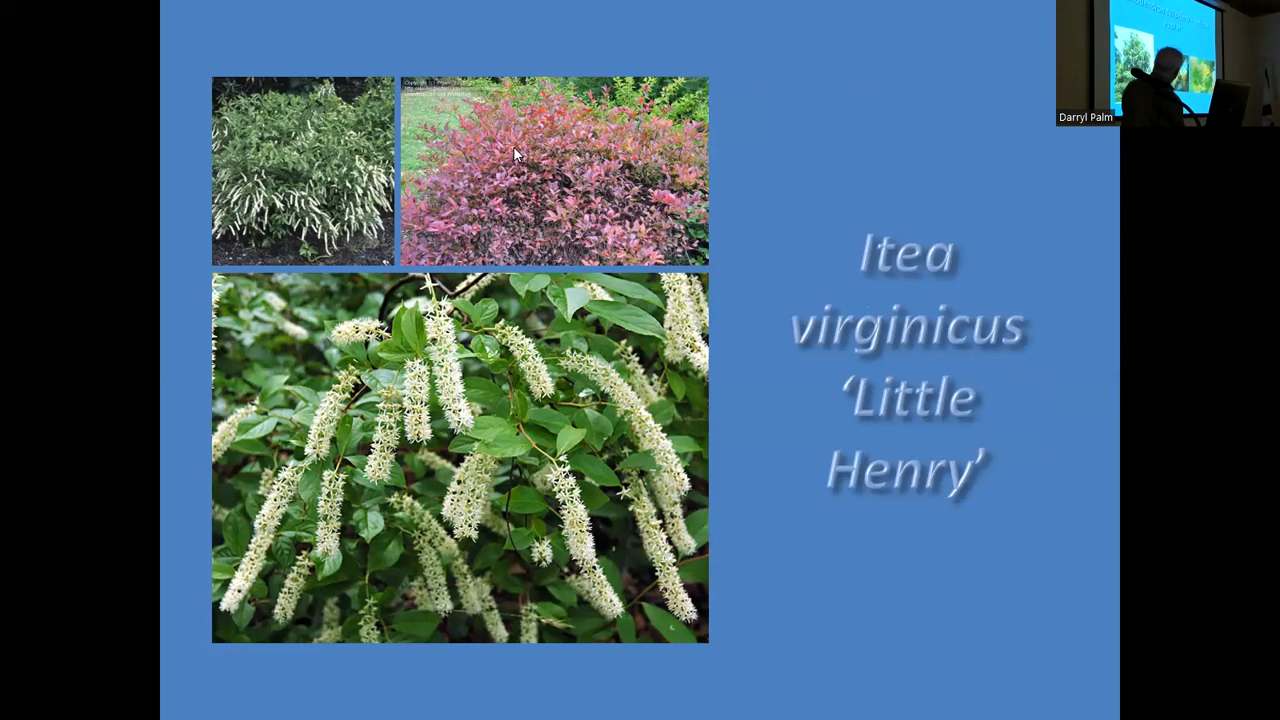 Itea
virginicus
‘Little
Henry’
Darryl Palm